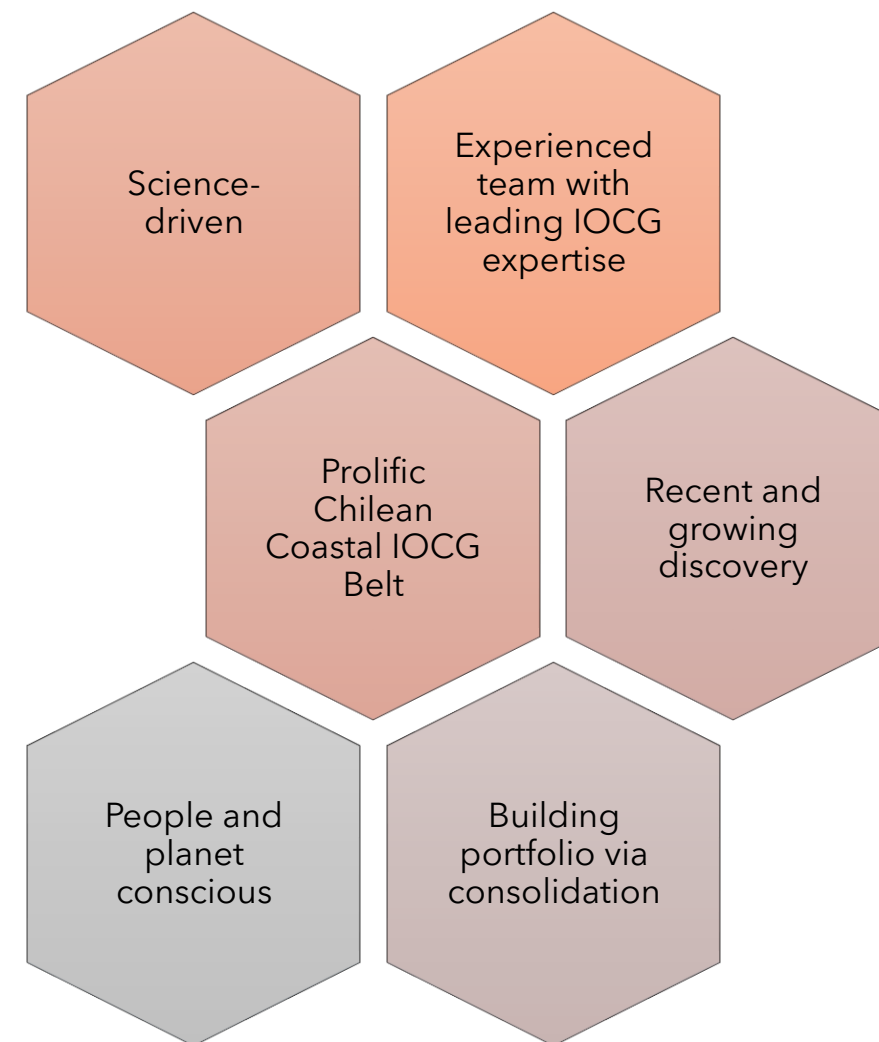 Science-
driven
Experienced
team with
leading IOCG
expertise
Prolific
Chilean
Coastal IOCG
Belt
Recent and
growing
discovery
People and
planet
conscious
Building
portfolio via
consolidation